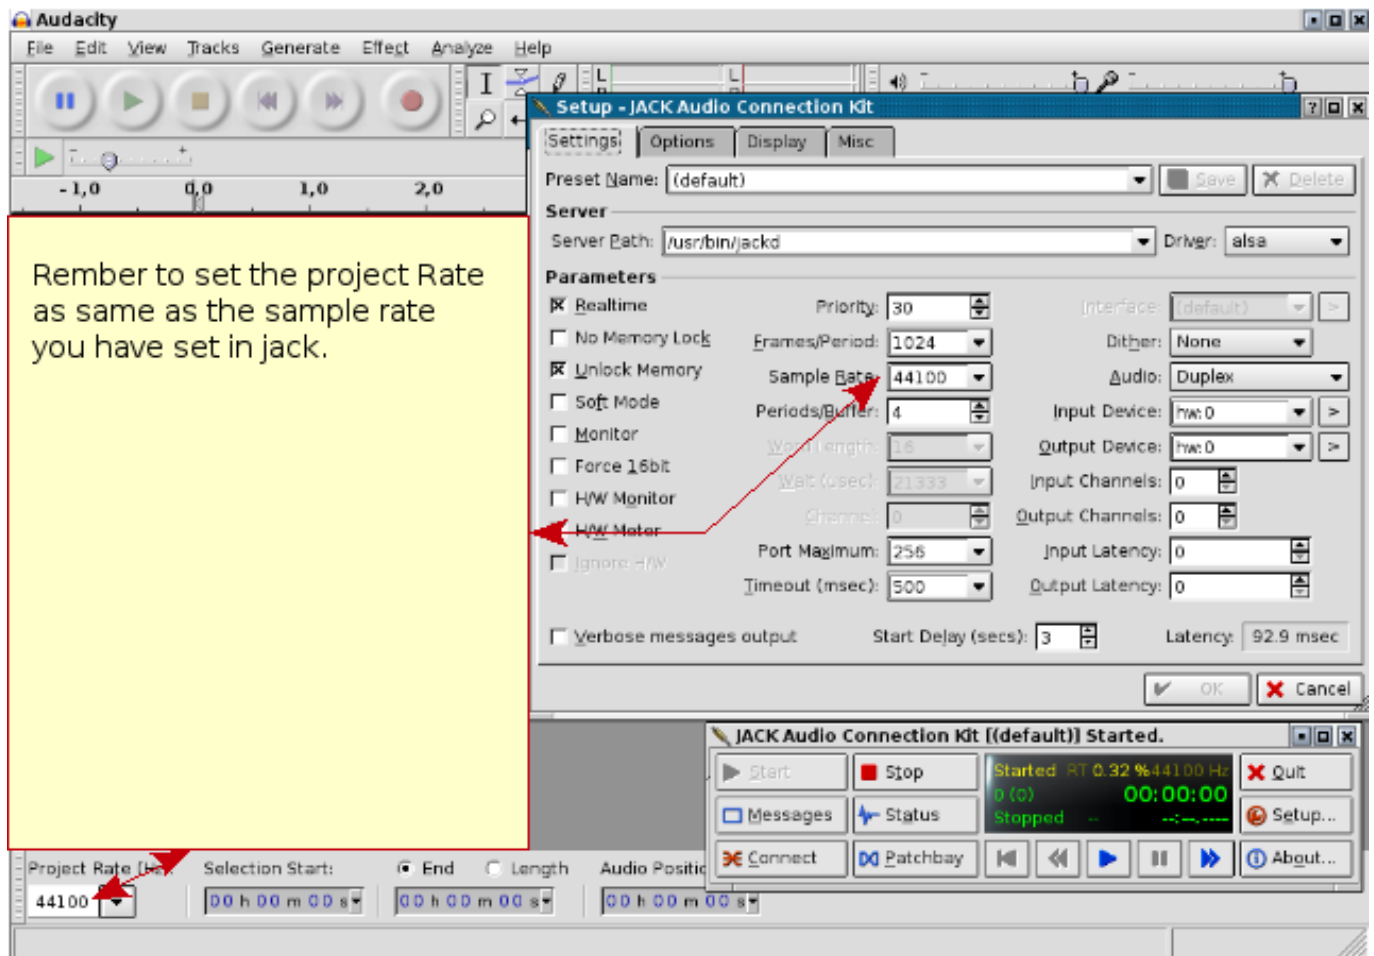 Audacity
File Edit View Tracks Generate Effect Analyze Help
L L
-1,0 0,0 1,0 2,0
Rember to set the project Rate
as same as the sample rate
you have set in jack.
Setup - JACK Audio Connection Kit
Settings Options Display Misc
Preset Name: (default) Save Delete
Server
Server Path: /usr/bin/jackd Driver: alsa
Parameters
Realtime Priority: 30 Interface: (default) >
No Memory Lock Frames/Period: 1024 Dither: None
Unlock Memory Sample Rate: 44100 Audio: Duplex
Soft Mode Periods/Buffer: 4 Input Device: hw:0 >
Monitor Word Length: 16 Output Device: hw:0 >
Force 16bit Wait (usec): 21333 Input Channels: 0
H/W Monitor Channel: 0 Output Channels: 0
H/W Meter Port Maximum: 256 Input Latency: 0
Ignore H/W Timeout (msec): 500 Output Latency: 0
Verbose messages output Start Delay (secs): 3 Latency: 92.9 msec
OK Cancel
JACK Audio Connection Kit [(default)] Started.
Start Stop Started RT 0.32 % 44100 Hz Quit
0 (0) 00:00:00
Messages Status Stopped -- --:--.---- Setup...
Connect Patchbay About...
Project Rate Selection Start: End Length Audio Positio
44100 00 h 00 m 00 s 00 h 00 m 00 s 00 h 00 m 00 s